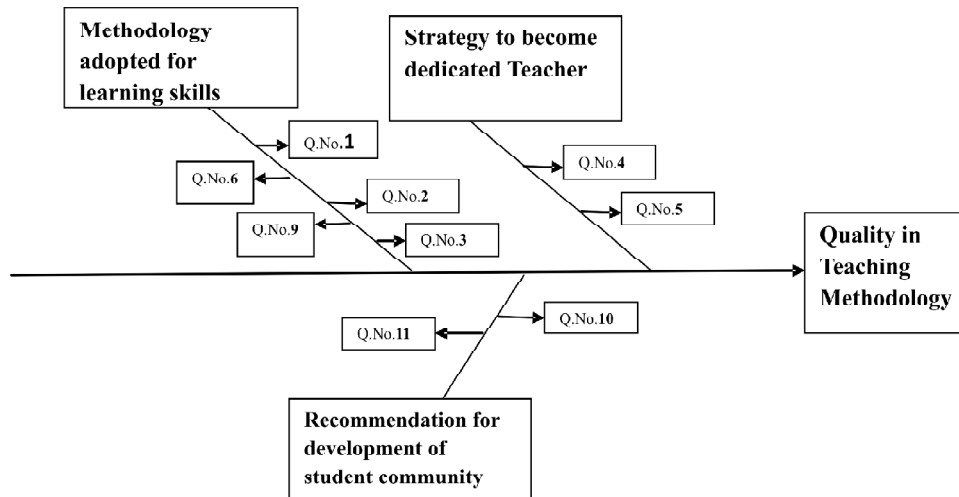 Methodology
adopted for
learning skills
Strategy to become
dedicated Teacher
Q.No.1
Q.No.6
Q.No.2
Q.No.9
Q.No.3
Q.No.4
Q.No.5
Quality in
Teaching
Methodology
Q.No.10
Q.No.11
Recommendation for
development of
student community